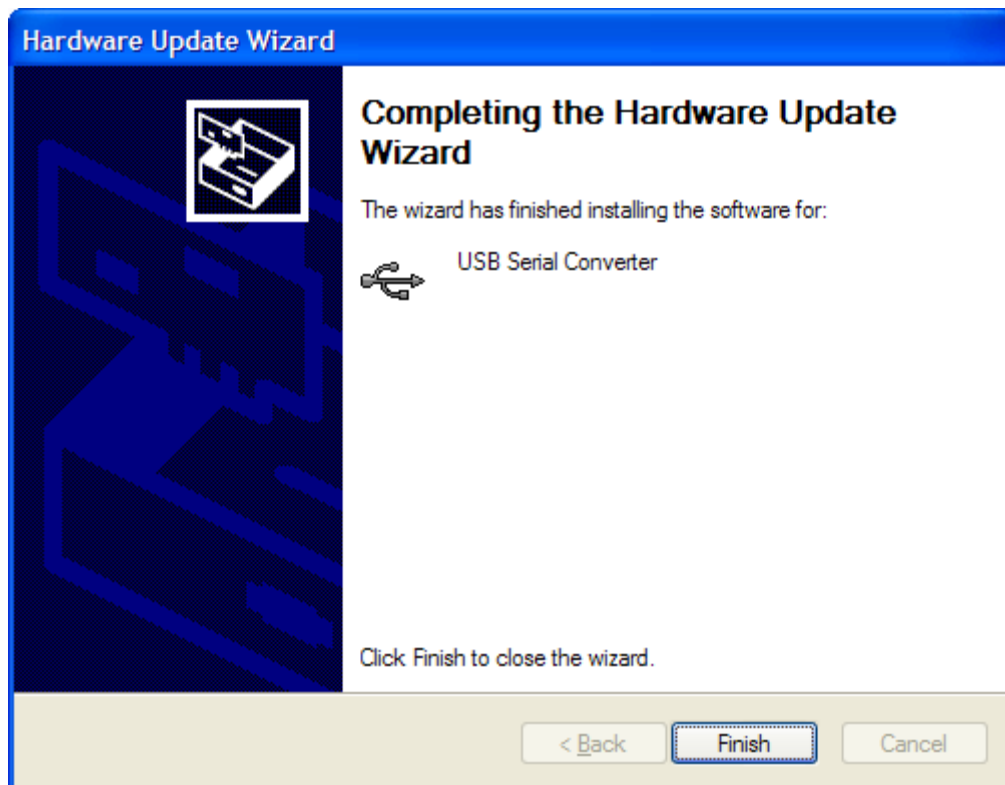 Hardware Update Wizard
Completing the Hardware Update
Wizard
The wizard has finished installing the software for:
USB Serial Converter
Click Finish to close the wizard.
< Back
Finish
Cancel